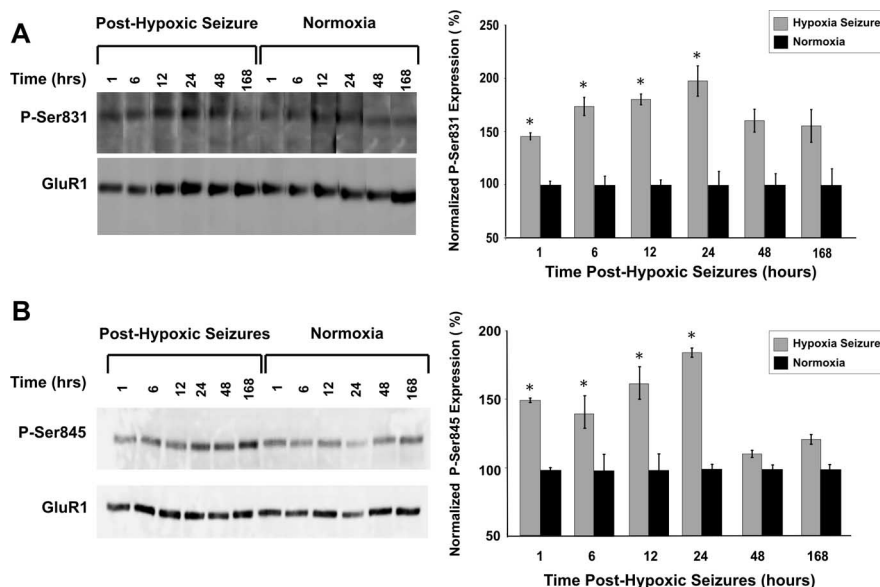 A
Post-Hypoxic Seizure Normoxia
Time (hrs) 1 6 12 24 48 168 1 6 12 24 48 168
P-Ser831
GluR1
Normalized P-Ser831 Expression ( %)
250
200
150
100
50
* * * *
Hypoxia Seizure
Normoxia
1 6 12 24 48 168
Time Post-Hypoxic Seizures (hours)
B
Post-Hypoxic Seizures Normoxia
Time (hrs) 1 6 12 24 48 168 1 6 12 24 48 168
P-Ser845
GluR1
Normalized P-Ser845 Expression (%)
200
150
100
50
* * * *
Hypoxia Seizure
Normoxia
1 6 12 24 48 168
Time Post-Hypoxic Seizures (hours)